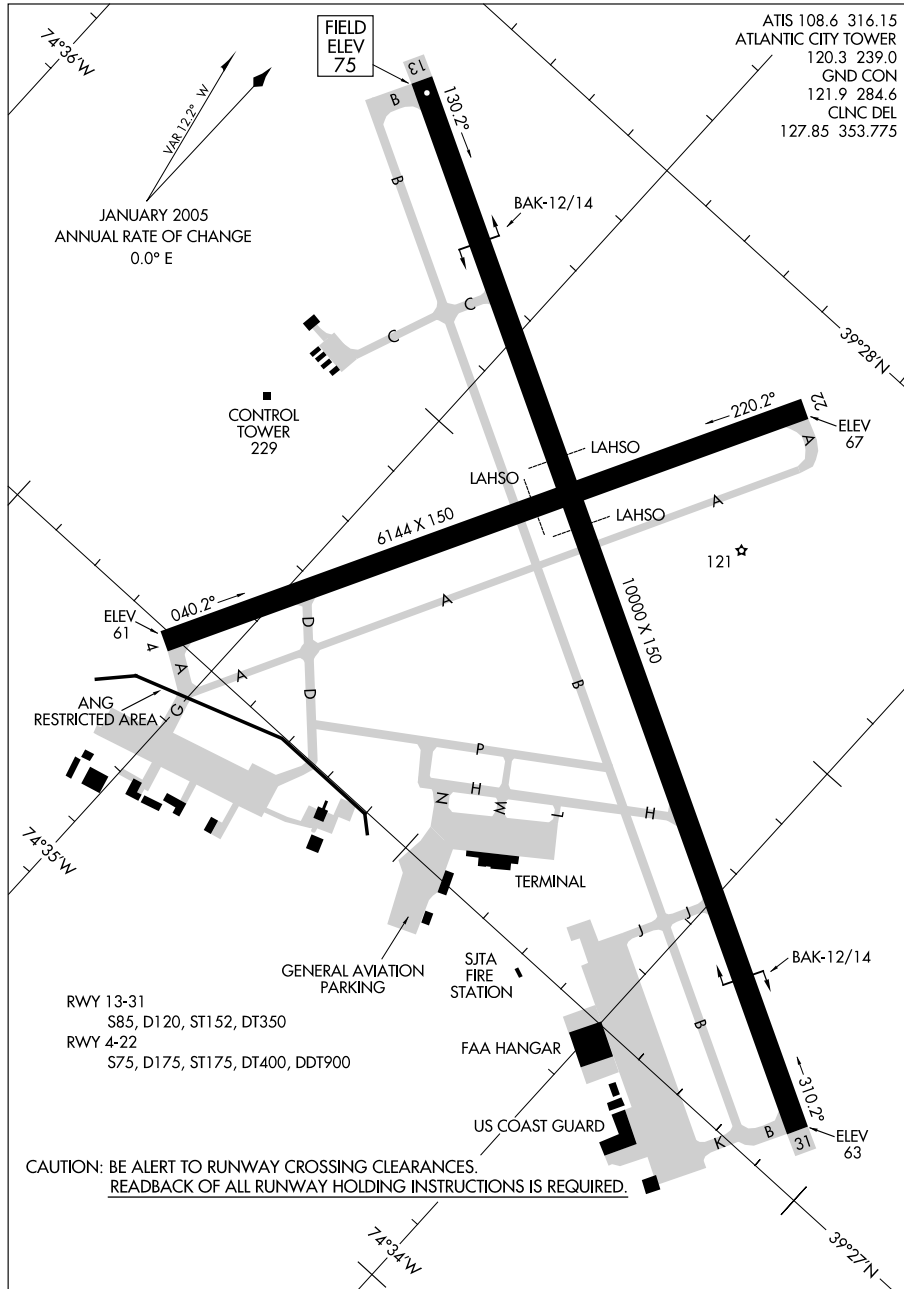 ATIS 108.6 316.15
ATLANTIC CITY TOWER
120.3 239.0
GND CON
121.9 284.6
CLNC DEL
127.85 353.775
FIELD
ELEV
75
74°36'W
VAR 12.2° W
JANUARY 2005
ANNUAL RATE OF CHANGE
0.0° E
13
B
130.2°
B
BAK-12/14
C
C
39°28'N
CONTROL
TOWER
229
220.2°
22
ELEV
67
A
LAHSO
LAHSO
LAHSO
A
121
6144 X 150
10000 X 150
040.2°
ELEV
61
4
A
D
A
A
D
G
B
ANG
RESTRICTED AREA
P
H
N
M
L
H
74°35'W
TERMINAL
GENERAL AVIATION
PARKING
SJTA
FIRE
STATION
J
J
BAK-12/14
B
RWY 13-31
S85, D120, ST152, DT350
RWY 4-22
S75, D175, ST175, DT400, DDT900
FAA HANGAR
US COAST GUARD
310.2°
K
B
31
ELEV
63
CAUTION: BE ALERT TO RUNWAY CROSSING CLEARANCES.
READBACK OF ALL RUNWAY HOLDING INSTRUCTIONS IS REQUIRED.
74°34'W
39°27'N